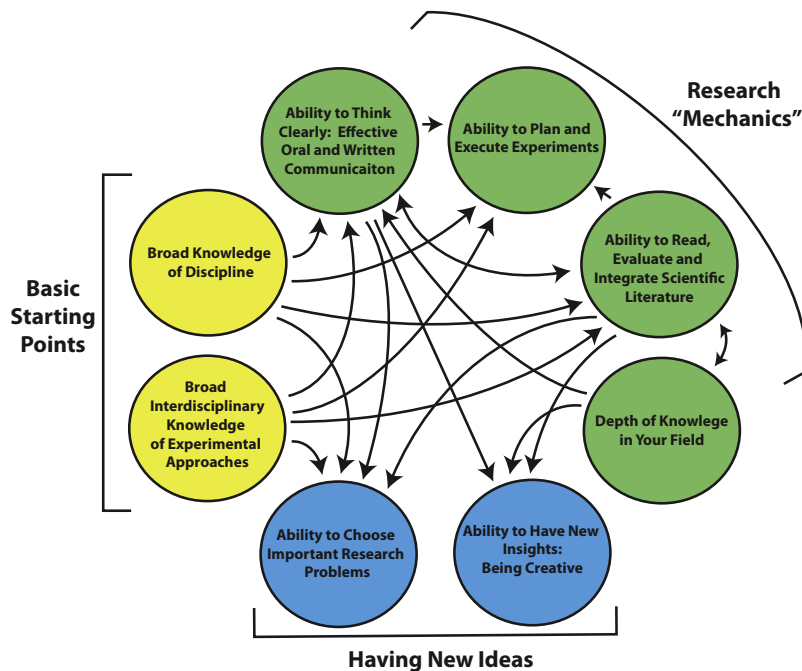 Research
"Mechanics"
Ability to Think
Clearly: Effective
Oral and Written
Communicaiton
Ability to Plan and
Execute Experiments
Broad Knowledge
of Discipline
Ability to Read,
Evaluate and
Integrate Scientific
Literature
Basic
Starting
Points
Broad
Interdisciplinary
Knowledge
of Experimental
Approaches
Depth of Knowlege
in Your Field
Ability to Choose
Important Research
Problems
Ability to Have New
Insights:
Being Creative
Having New Ideas